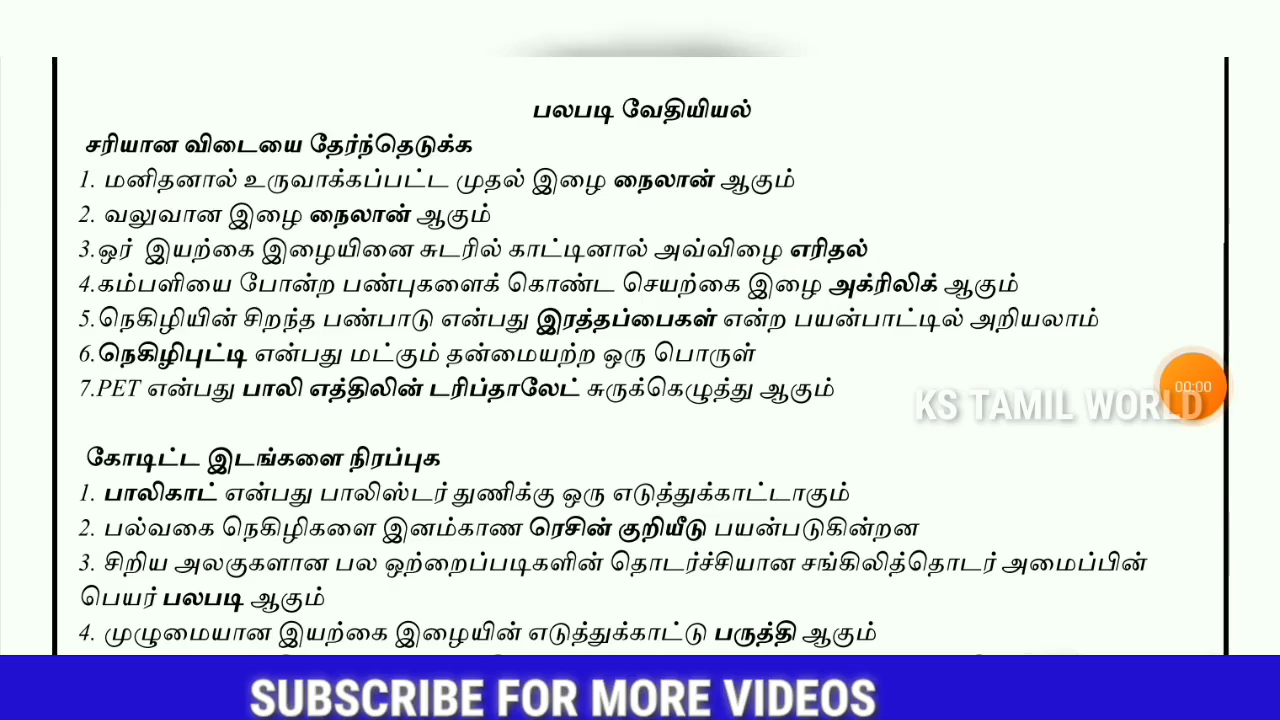 பலபடி வேதியியல்
சரியான விடையை தேர்ந்தெடுக்க
1. மனிதனால் உருவாக்கப்பட்ட முதல் இழை நைலான் ஆகும்
2. வலுவான இழை நைலான் ஆகும்
3.ஒர் இயற்கை இழையினை சுடரில் காட்டினால் அவ்விழை எரிதல்
4.கம்பளியை போன்ற பண்புகளைக் கொண்ட செயற்கை இழை அக்ரிலிக் ஆகும்
5.நெகிழியின் சிறந்த பண்பாடு என்பது இரத்தப்பைகள் என்ற பயன்பாட்டில் அறியலாம்
6.நெகிழிபுட்டி என்பது மட்கும் தன்மையற்ற ஒரு பொருள்
7.PET என்பது பாலி எத்திலின் டரிப்தாலேட் சுருக்கெழுத்து ஆகும்
00:00
KS TAMIL WORLD
கோடிட்ட இடங்களை நிரப்புக
1. பாலிகாட் என்பது பாலிஸ்டர் துணிக்கு ஒரு எடுத்துக்காட்டாகும்
2. பல்வகை நெகிழிகளை இனம்காண ரெசின் குறியீடு பயன்படுகின்றன
3. சிறிய அலகுகளான பல ஒற்றைப்படிகளின் தொடர்ச்சியான சங்கிலித்தொடர் அமைப்பின்
பெயர் பலபடி ஆகும்
4. முழுமையான இயற்கை இழையின் எடுத்துக்காட்டு பருத்தி ஆகும்
SUBSCRIBE FOR MORE VIDEOS